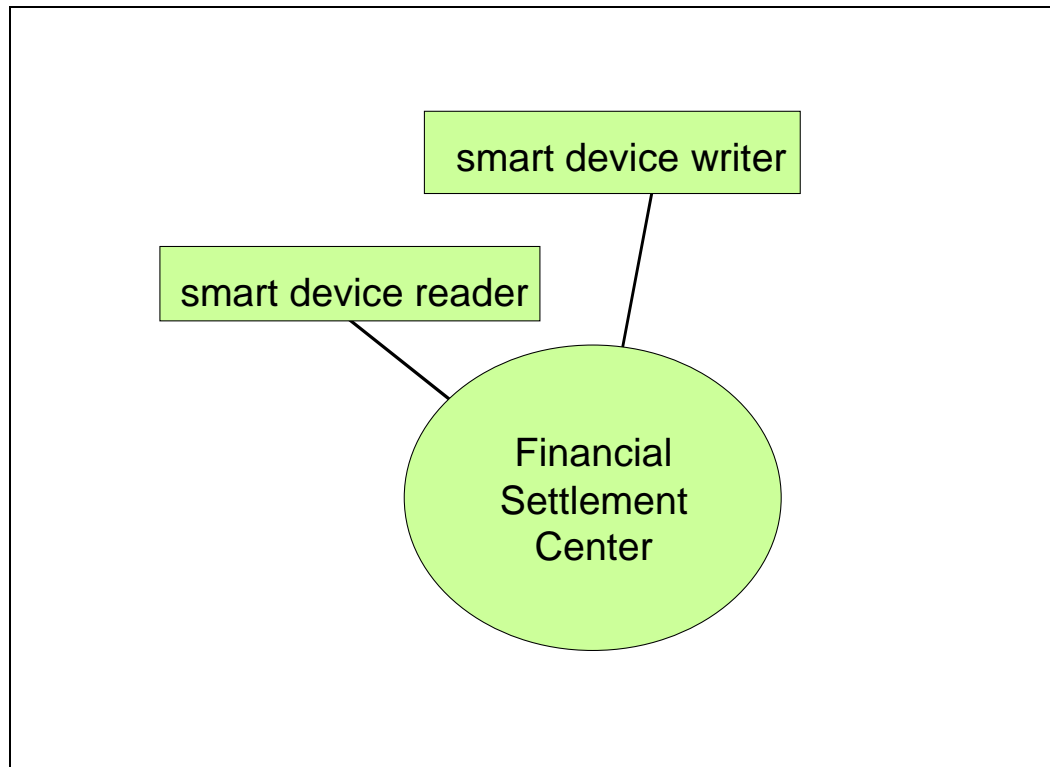 smart device writer
smart device reader
Financial
Settlement
Center